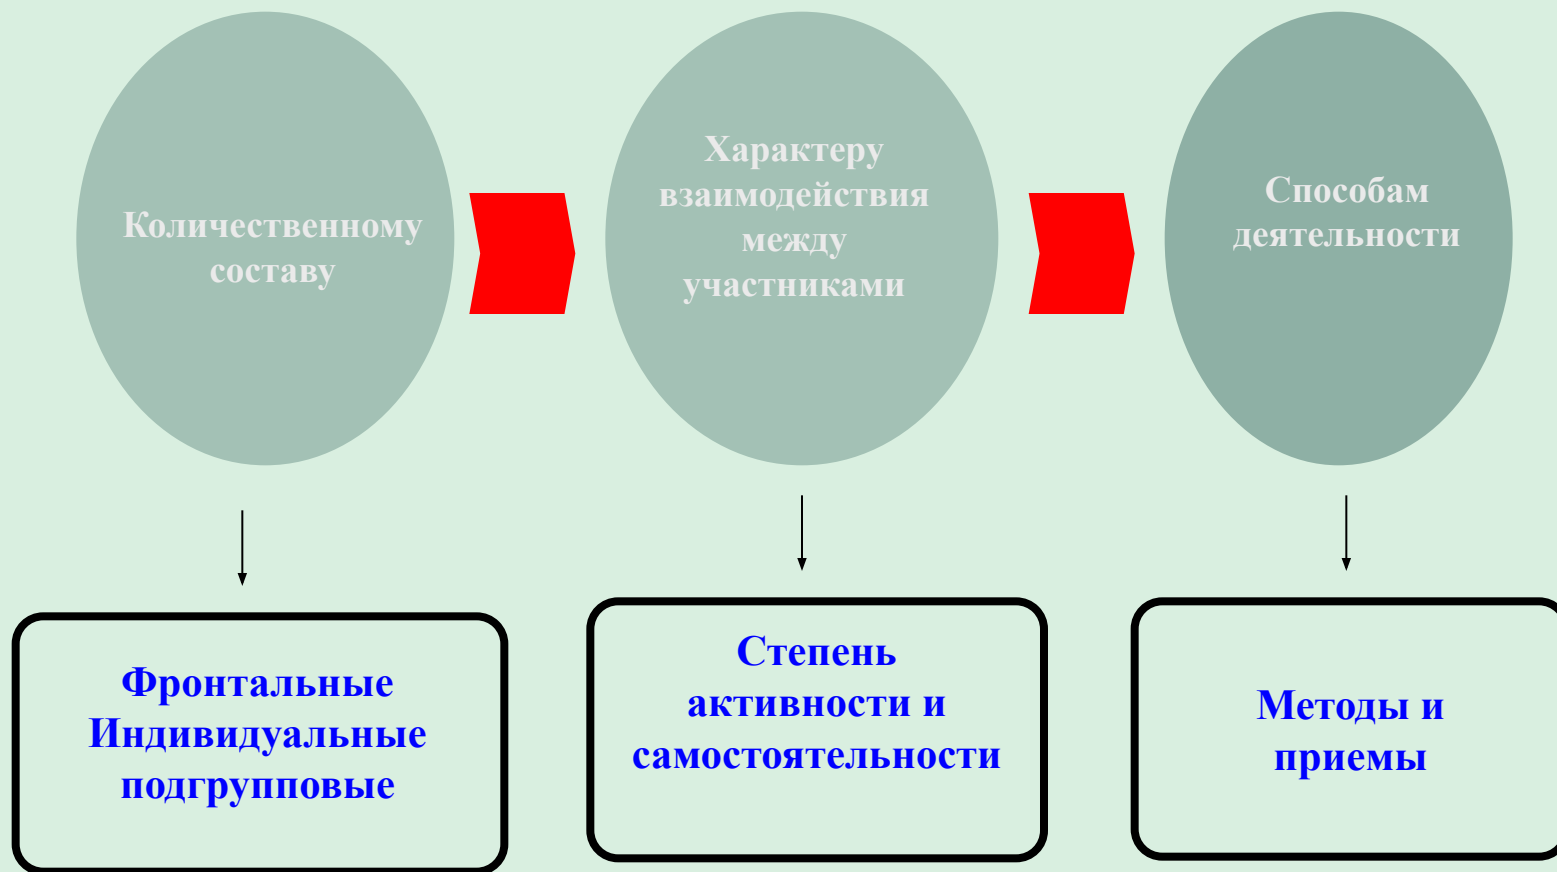 Количественному
составу
Характеру
взаимодействия
между
участниками
Способам
деятельности
Фронтальные
Индивидуальные
подгрупповые
Степень
активности и
самостоятельности
Методы и
приемы